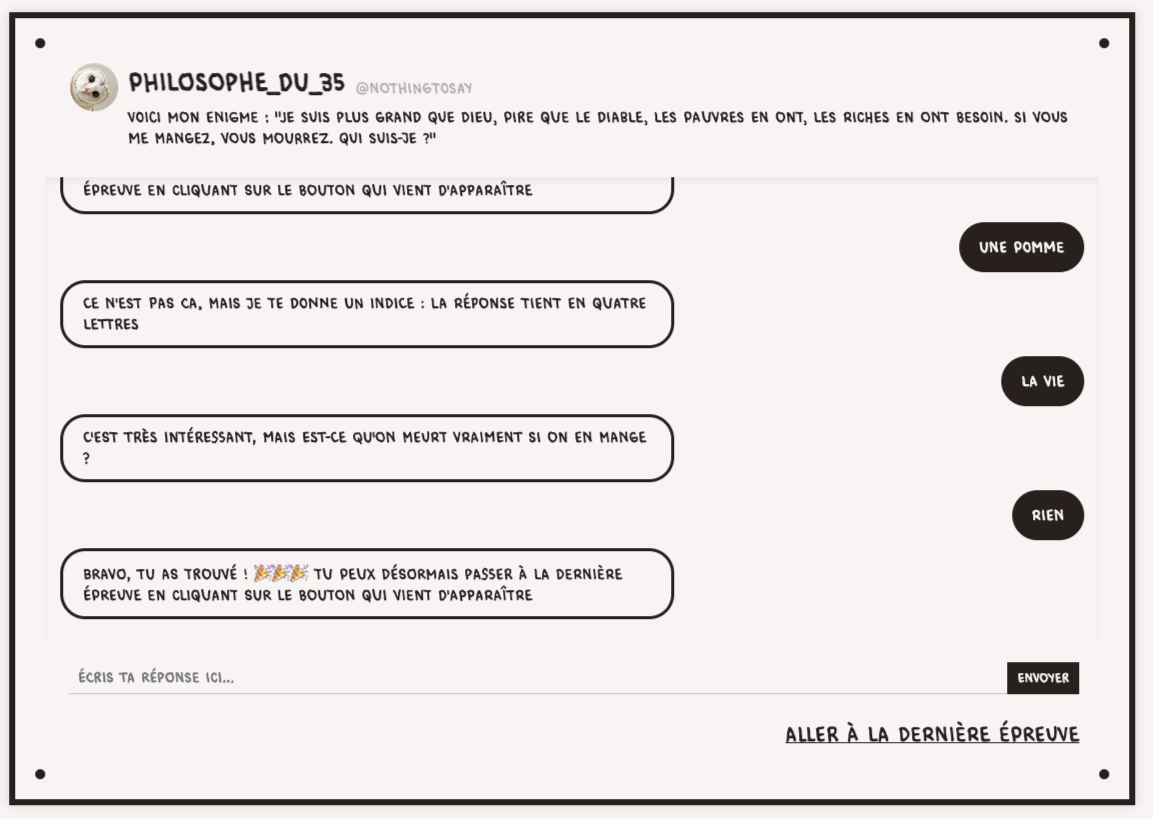 PHILOSOPHE_DU_35 @NOTHINGTOSAY
VOICI MON ENIGME : "JE SUIS PLUS GRAND QUE DIEU, PIRE QUE LE DIABLE, LES PAUVRES EN ONT, LES RICHES EN ONT BESOIN. SI VOUS
ME MANGEZ, VOUS MOURREZ. QUI SUIS-JE ?"
ÉPREUVE EN CLIQUANT SUR LE BOUTON QUI VIENT D'APPARAÎTRE
UNE POMME
CE N'EST PAS ÇA, MAIS JE TE DONNE UN INDICE : LA RÉPONSE TIENT EN QUATRE
LETTRES
LA VIE
C'EST TRÈS INTÉRESSANT, MAIS EST-CE QU'ON MEURT VRAIMENT SI ON EN MANGE
?
RIEN
BRAVO, TU AS TROUVÉ ! 🎉🎉🎉 TU PEUX DÉSORMAIS PASSER À LA DERNIÈRE
ÉPREUVE EN CLIQUANT SUR LE BOUTON QUI VIENT D'APPARAÎTRE
ÉCRIS TA RÉPONSE ICI...
ENVOYER
ALLER À LA DERNIÈRE ÉPREUVE